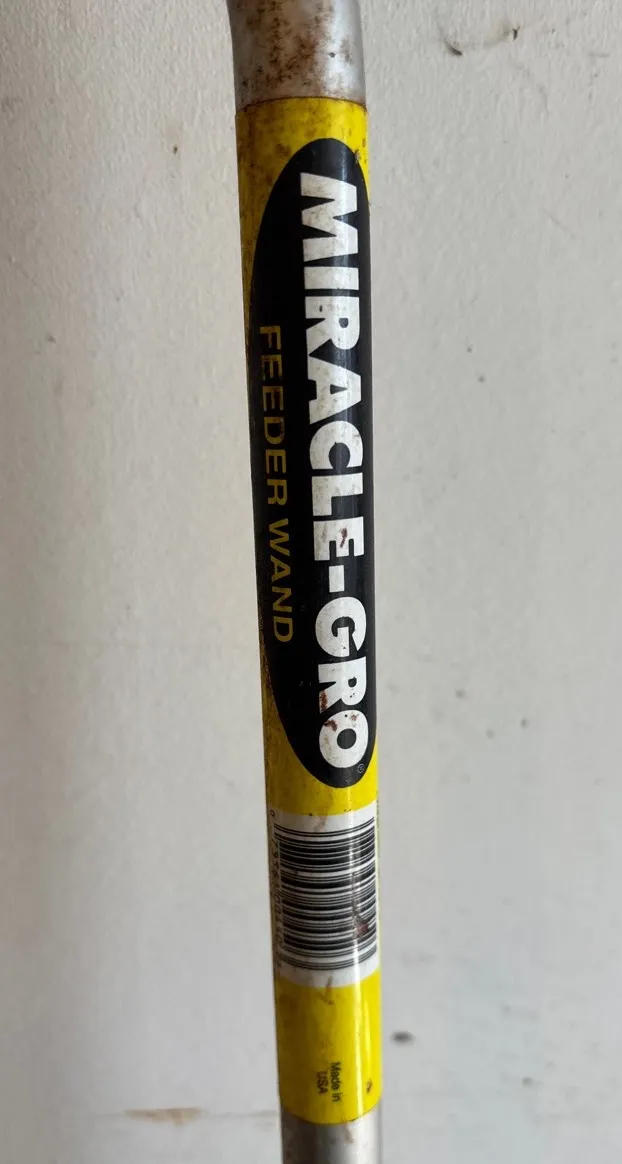 MIRACLE-GRO®
FEEDER WAND
Made in
USA